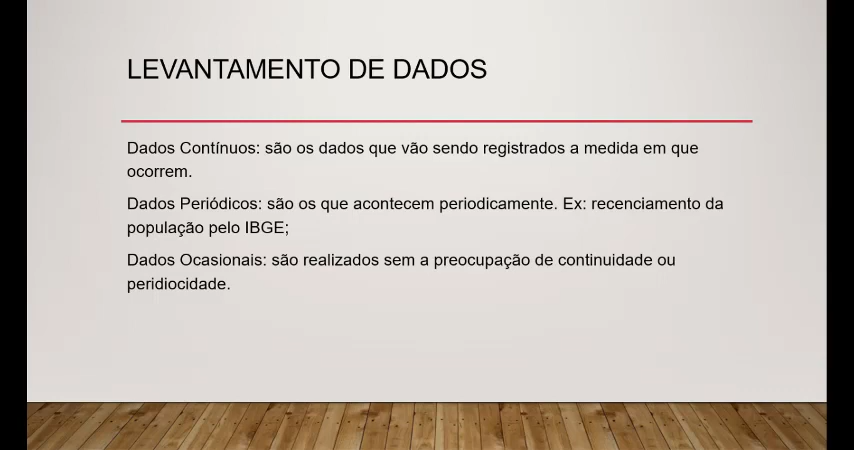 LEVANTAMENTO DE DADOS
Dados Contínuos: são os dados que vão sendo registrados a medida em que
ocorrem.
Dados Periódicos: são os que acontecem periodicamente. Ex: recenciamento da
população pelo IBGE;
Dados Ocasionais: são realizados sem a preocupação de continuidade ou
peridiocidade.